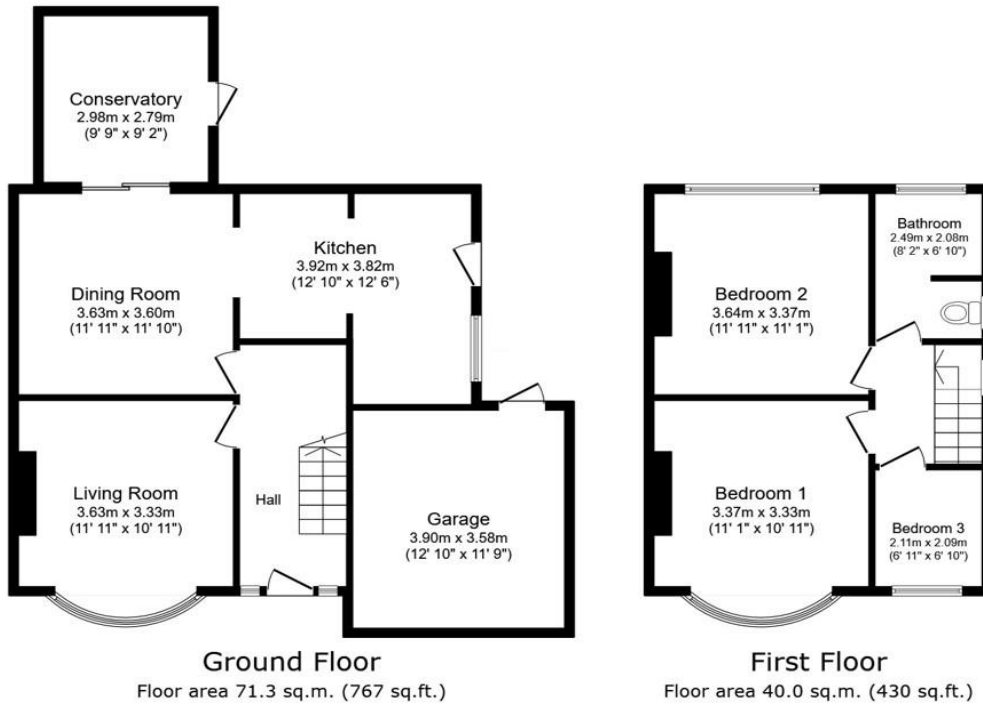 Conservatory
2.98m x 2.79m
(9' 9" x 9' 2")
Kitchen
3.92m x 3.82m
(12' 10" x 12' 6")
Dining Room
3.63m x 3.60m
(11' 11" x 11' 10")
Living Room
3.63m x 3.33m
(11' 11" x 10' 11")
Hall
Garage
3.90m x 3.58m
(12' 10" x 11' 9")
Ground Floor
Floor area 71.3 sq.m. (767 sq.ft.)
Bathroom
2.49m x 2.08m
(8' 2" x 6' 10")
Bedroom 2
3.64m x 3.37m
(11' 11" x 11' 1")
Bedroom 1
3.37m x 3.33m
(11' 1" x 10' 11")
Bedroom 3
2.11m x 2.09m
(6' 11" x 6' 10")
First Floor
Floor area 40.0 sq.m. (430 sq.ft.)